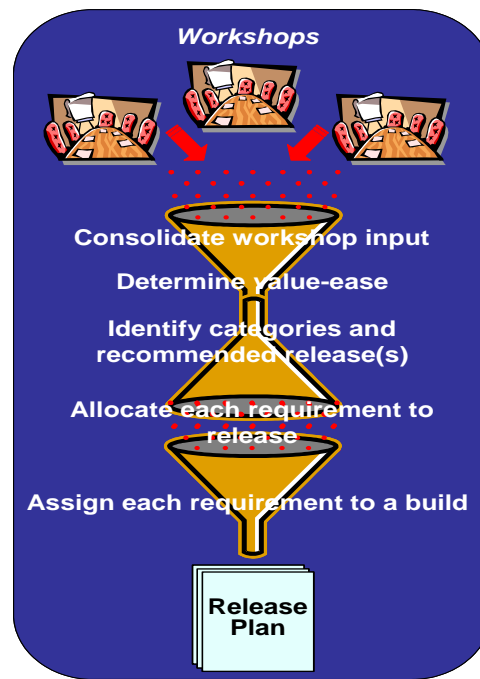 Workshops
Consolidate workshop input
Determine value-ease
Identify categories and
recommended release(s)
Allocate each requirement to
release
Assign each requirement to a build
Release
Plan